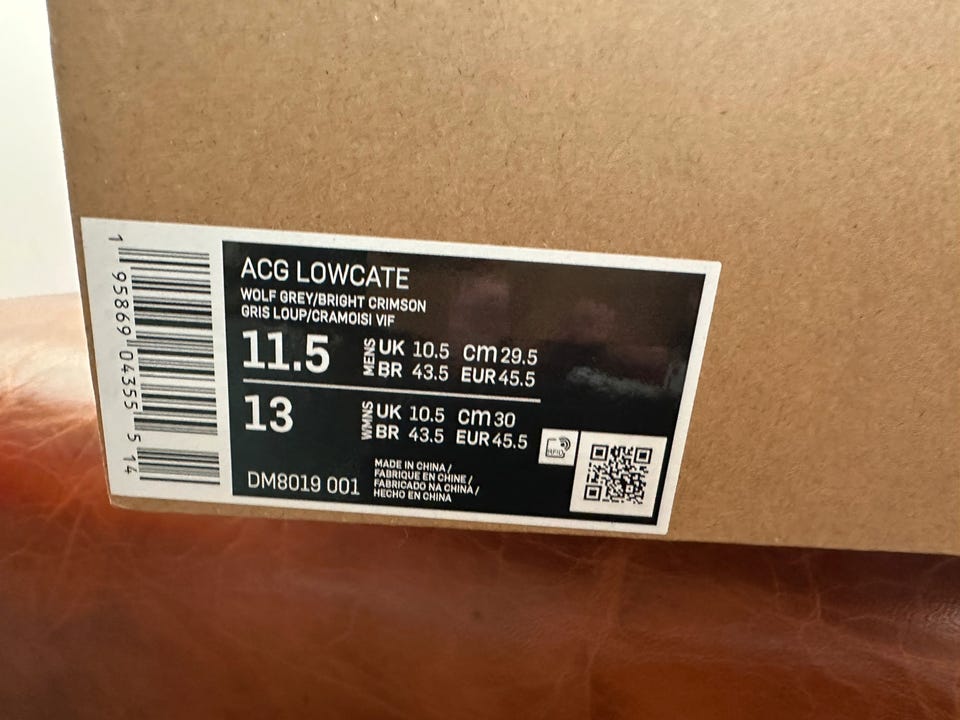 ACG LOWCATE
WOLF GREY/BRIGHT CRIMSON
GRIS LOUP/CRAMOISI VIF
11.5 MENS UK 10.5 cm 29.5
BR 43.5 EUR 45.5
13 WMNS UK 10.5 cm 30
BR 43.5 EUR 45.5
DM8019 001
MADE IN CHINA /
FABRIQUE EN CHINE /
FABRICADO NA CHINA /
HECHO EN CHINA
RFID
1 95869 04355 5 14